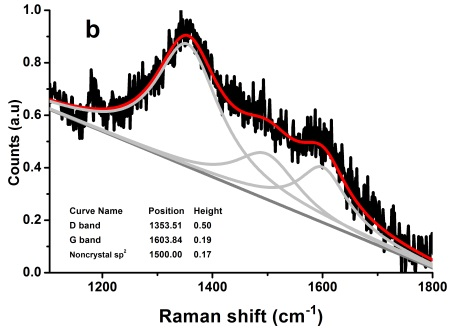 b
1.0
0.8
0.6
0.4
0.2
0.0
Counts (a.u)
Curve Name Position Height
D band 1353.51 0.50
G band 1603.84 0.19
Noncrystal sp² 1500.00 0.17
1200 1400 1600 1800
Raman shift (cm⁻¹)